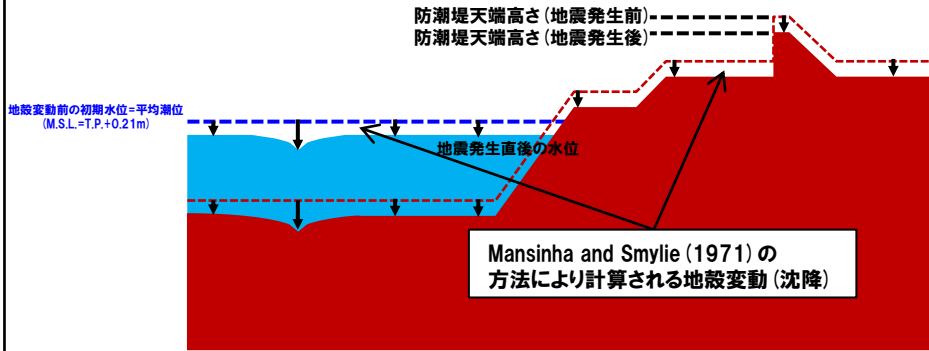 防潮堤天端高さ(地震発生前)
防潮堤天端高さ(地震発生後)
地殻変動前の初期水位=平均潮位
(M.S.L.=T.P.+0.21m)
地震発生直後の水位
Mansinha and Smylie(1971)の
方法により計算される地殻変動(沈降)